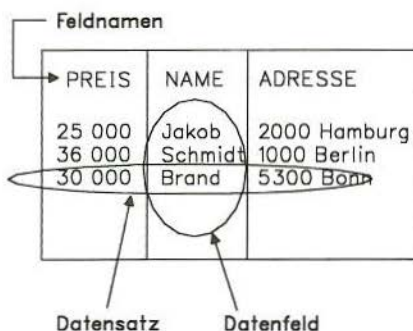 Feldnamen
PREIS NAME ADRESSE
25 000 Jakob 2000 Hamburg
36 000 Schmidt 1000 Berlin
30 000 Brand 5300 Bonn
Datensatz Datenfeld